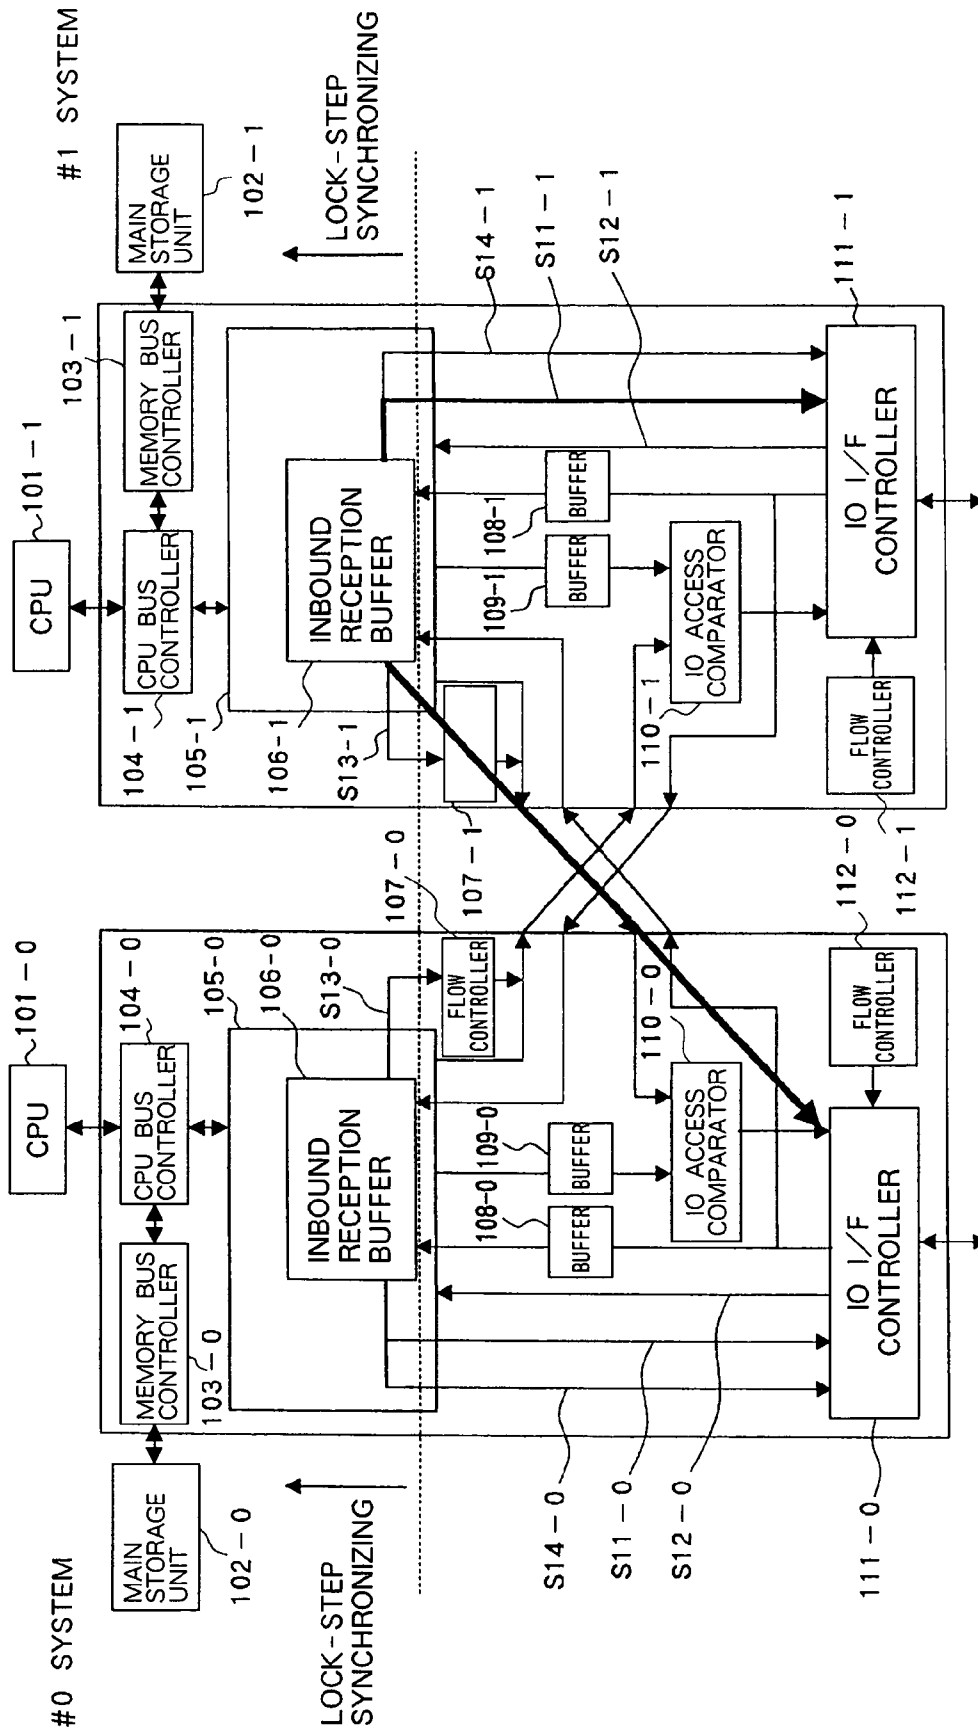 #0 SYSTEM
#1 SYSTEM
101-0
CPU
101-1
CPU
MAIN
STORAGE
UNIT
102-0
MEMORY BUS
CONTROLLER
103-0
CPU BUS
CONTROLLER
104-0
105-0
106-0
S13-0
CPU BUS
CONTROLLER
104-1
MEMORY BUS
CONTROLLER
103-1
MAIN
STORAGE
UNIT
102-1
105-1
106-1
S13-1
INBOUND
RECEPTION
BUFFER
INBOUND
RECEPTION
BUFFER
LOCK-STEP
SYNCHRONIZING
LOCK-STEP
SYNCHRONIZING
107-0
FLOW
CONTROLLER
107-1
108-0
BUFFER
109-0
BUFFER
109-1
BUFFER
108-1
BUFFER
110-0
IO ACCESS
COMPARATOR
110-1
IO ACCESS
COMPARATOR
S14-0
S11-0
S12-0
S14-1
S11-1
S12-1
IO I/F
CONTROLLER
111-0
FLOW
CONTROLLER
112-0
FLOW
CONTROLLER
112-1
IO I/F
CONTROLLER
111-1